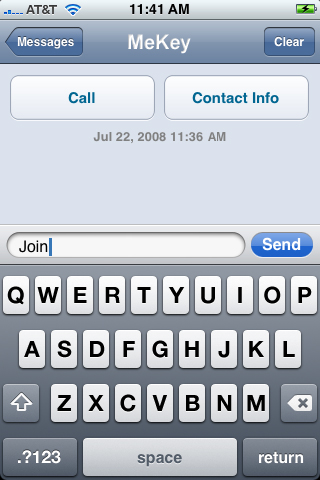 AT&T 11:41 AM
Messages MeKey Clear
Call Contact Info
Jul 22, 2008 11:36 AM
Join Send
Q W E R T Y U I O P
A S D F G H J K L
Z X C V B N M
.?123 space return